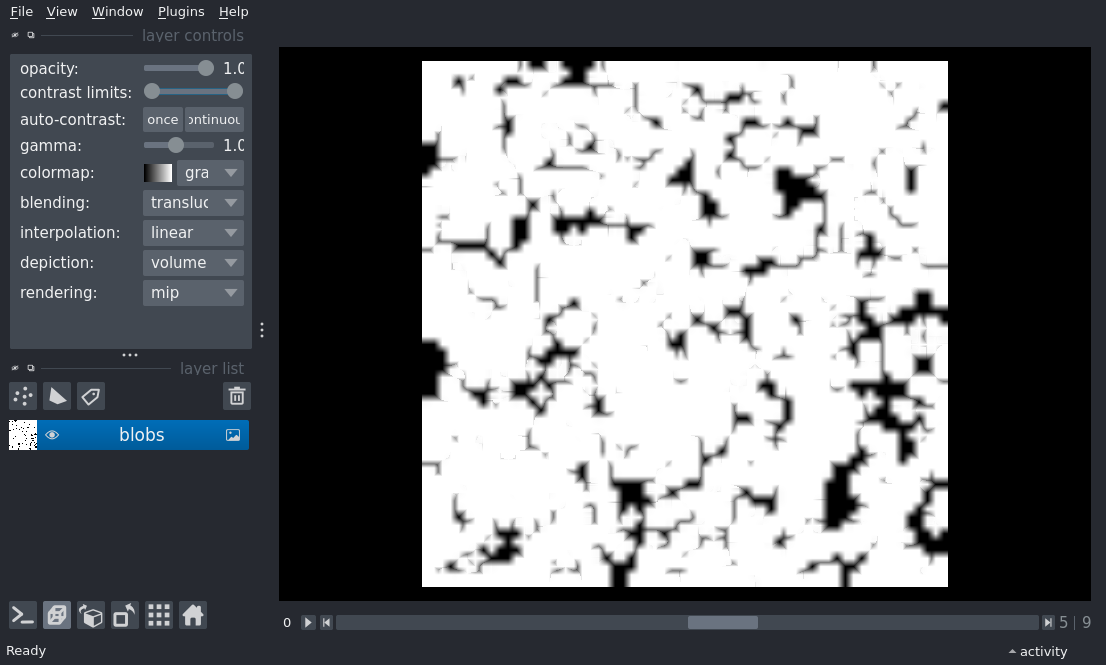 File View Window Plugins Help
layer controls
opacity: 1.0
contrast limits:
auto-contrast: once ontinuou
gamma: 1.0
colormap: gra
blending: transluc
interpolation: linear
depiction: volume
rendering: mip
layer list
blobs
0 5 | 9
Ready activity